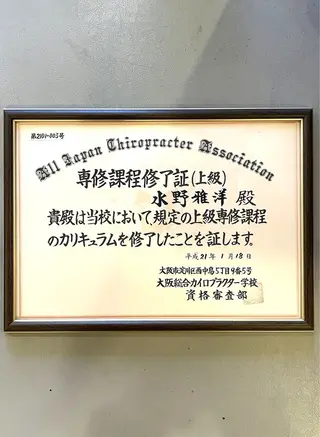 第2101-003号
All Japan Chiropracter Association
専修課程修了証(上級)
水野雅洋 殿
貴殿は当校において、規定の上級専修課程
のカリキュラムを修了したことを証します。
平成21年1月18日
大阪市淀川区西中島5丁目9番5号
大阪総合カイロプラクター学校
資格審査部